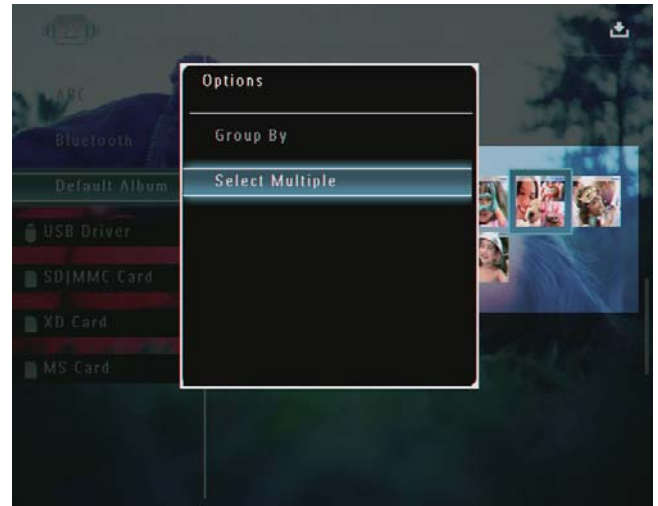 Options
Group By
Select Multiple
ABC
Bluetooth
Default Album
USB Driver
SD|MMC Card
XD Card
MS Card